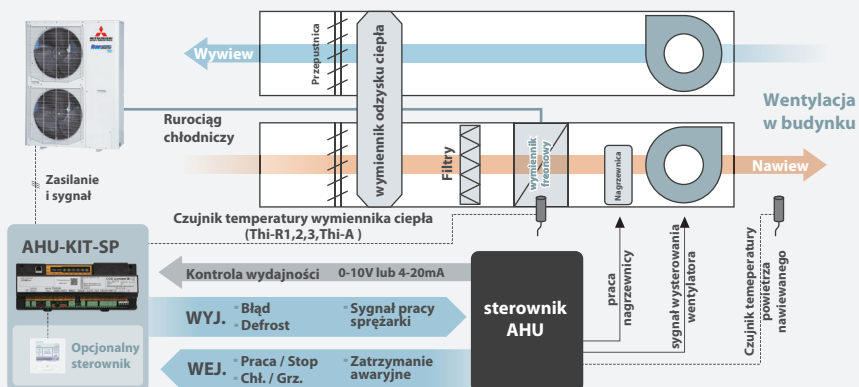 Wywiew
Przepustnica
wymiennik odzysku ciepła
Rurociąg
chłodniczy
Wentylacja
w budynku
Filtry
wymiennik
freonowy
Nagrzewnica
Nawiew
Zasilanie
i sygnał
Czujnik temperatury wymiennika ciepła
(Thi-R1,2,3,Thi-A )
AHU-KIT-SP
Kontrola wydajności 0-10V lub 4-20mA
WYJ.
Błąd
Defrost
Sygnał pracy
sprężarki
WEJ.
Praca / Stop
Chł. / Grz.
Zatrzymanie
awaryjne
Opcjonalny
sterownik
sterownik
AHU
praca
nagrzewnicy
sygnał wysterowania
wentylatora
Czujnik temeperatury
powietrza
nawiewanego